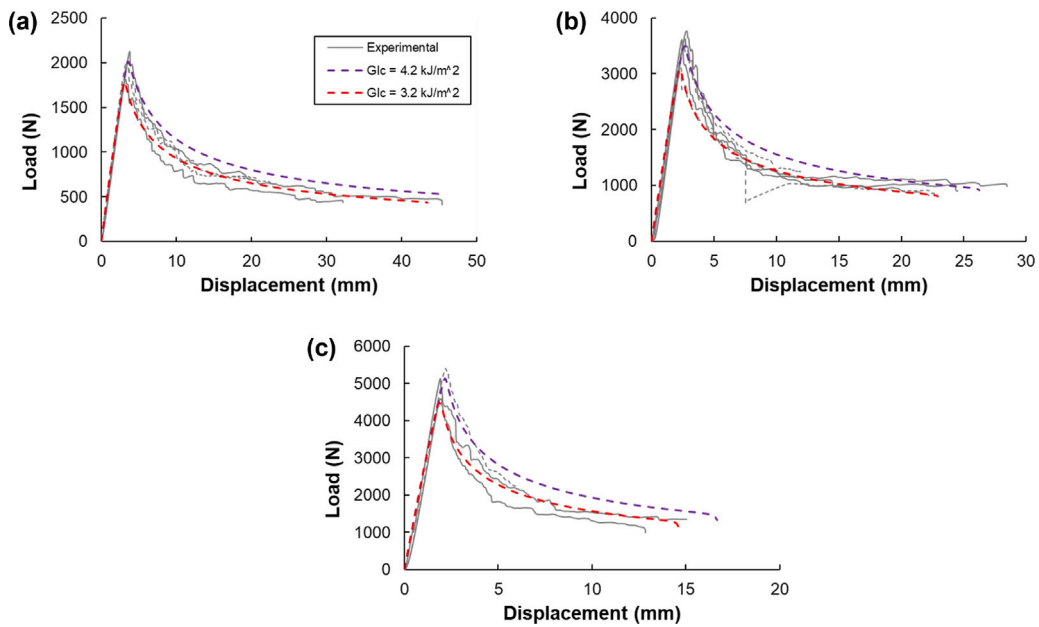 (a)
2500
2000
1500
1000
500
0
Load (N)
0 10 20 30 40 50
Displacement (mm)
Experimental
GIc = 4.2 kJ/m^2
GIc = 3.2 kJ/m^2
(b)
4000
3000
2000
1000
0
Load (N)
0 5 10 15 20 25 30
Displacement (mm)
(c)
6000
5000
4000
3000
2000
1000
0
Load (N)
0 5 10 15 20
Displacement (mm)